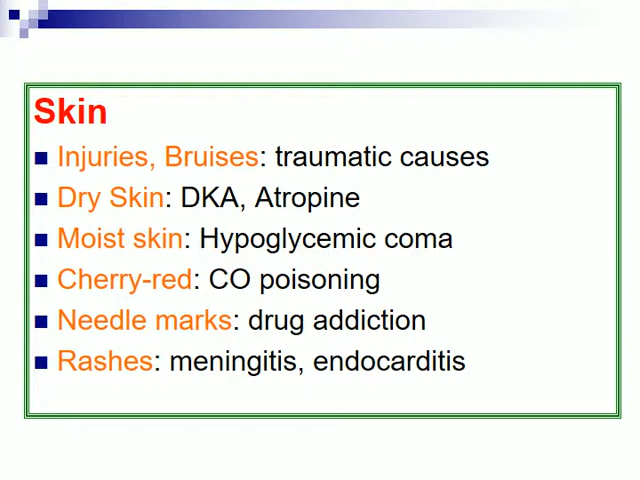 Skin
Injuries, Bruises: traumatic causes
Dry Skin: DKA, Atropine
Moist skin: Hypoglycemic coma
Cherry-red: CO poisoning
Needle marks: drug addiction
Rashes: meningitis, endocarditis